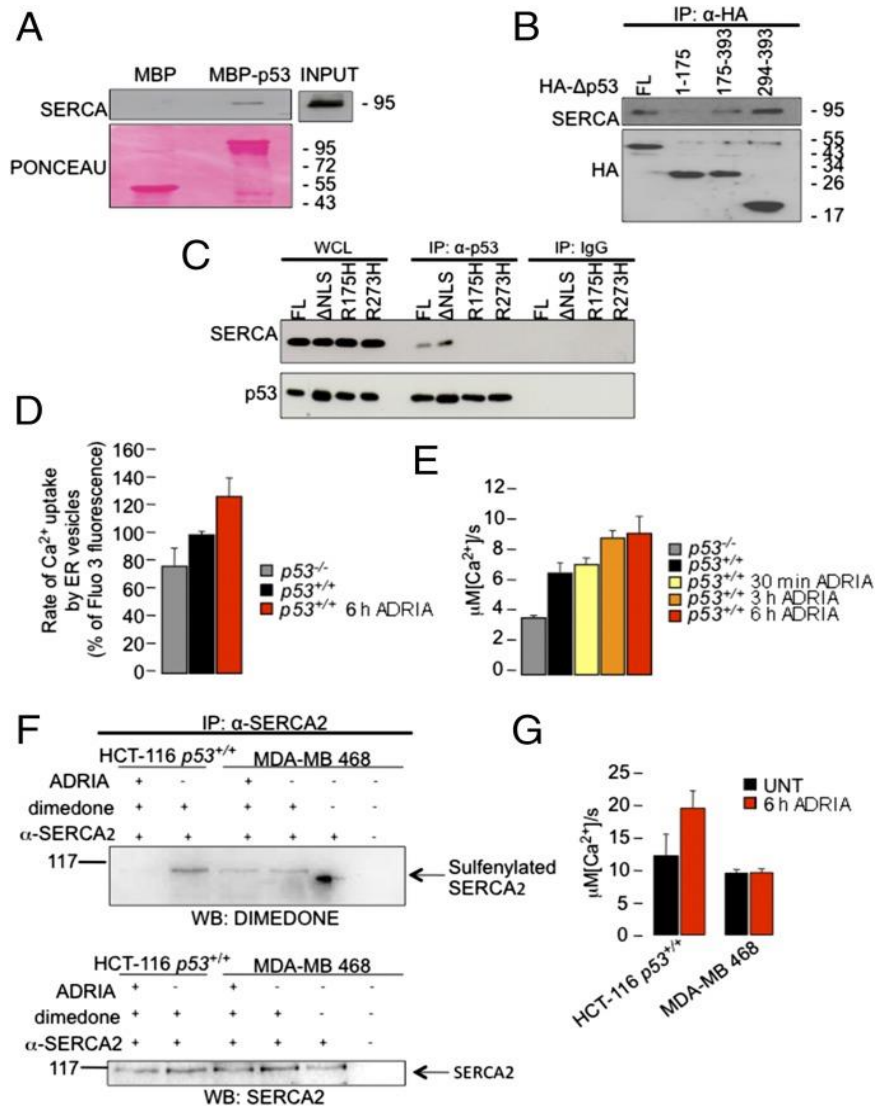 A
MBP MBP-p53 INPUT
SERCA
- 95
PONCEAU
- 95
- 72
- 55
- 43
B
IP: α-HA
HA-Δp53
FL
1-175
175-393
294-393
SERCA
- 95
HA
- 55
- 43
- 34
- 26
- 17
C
WCL IP: α-p53 IP: IgG
FL ΔNLS R175H R273H FL ΔNLS R175H R273H FL ΔNLS R175H R273H
SERCA
p53
D
Rate of Ca2+ uptake
by ER vesicles
(% of Fluo 3 fluorescence)
160
140
120
100
80
60
40
20
0
p53-/-
p53+/+
p53+/+ 6 h ADRIA
E
μM[Ca2+]/s
12
10
8
6
4
2
0
p53-/-
p53+/+
p53+/+ 30 min ADRIA
p53+/+ 3 h ADRIA
p53+/+ 6 h ADRIA
F
IP: α-SERCA2
HCT-116 p53+/+ MDA-MB 468
ADRIA + - + - - -
dimedone + + + + - -
α-SERCA2 + + + + + -
117
Sulfenylated
SERCA2
WB: DIMEDONE
HCT-116 p53+/+ MDA-MB 468
ADRIA + - + - - -
dimedone + + + + - -
α-SERCA2 + + + + + -
117
SERCA2
WB: SERCA2
G
μM[Ca2+]/s
25
20
15
10
5
0
UNT
6 h ADRIA
HCT-116 p53+/+
MDA-MB 468